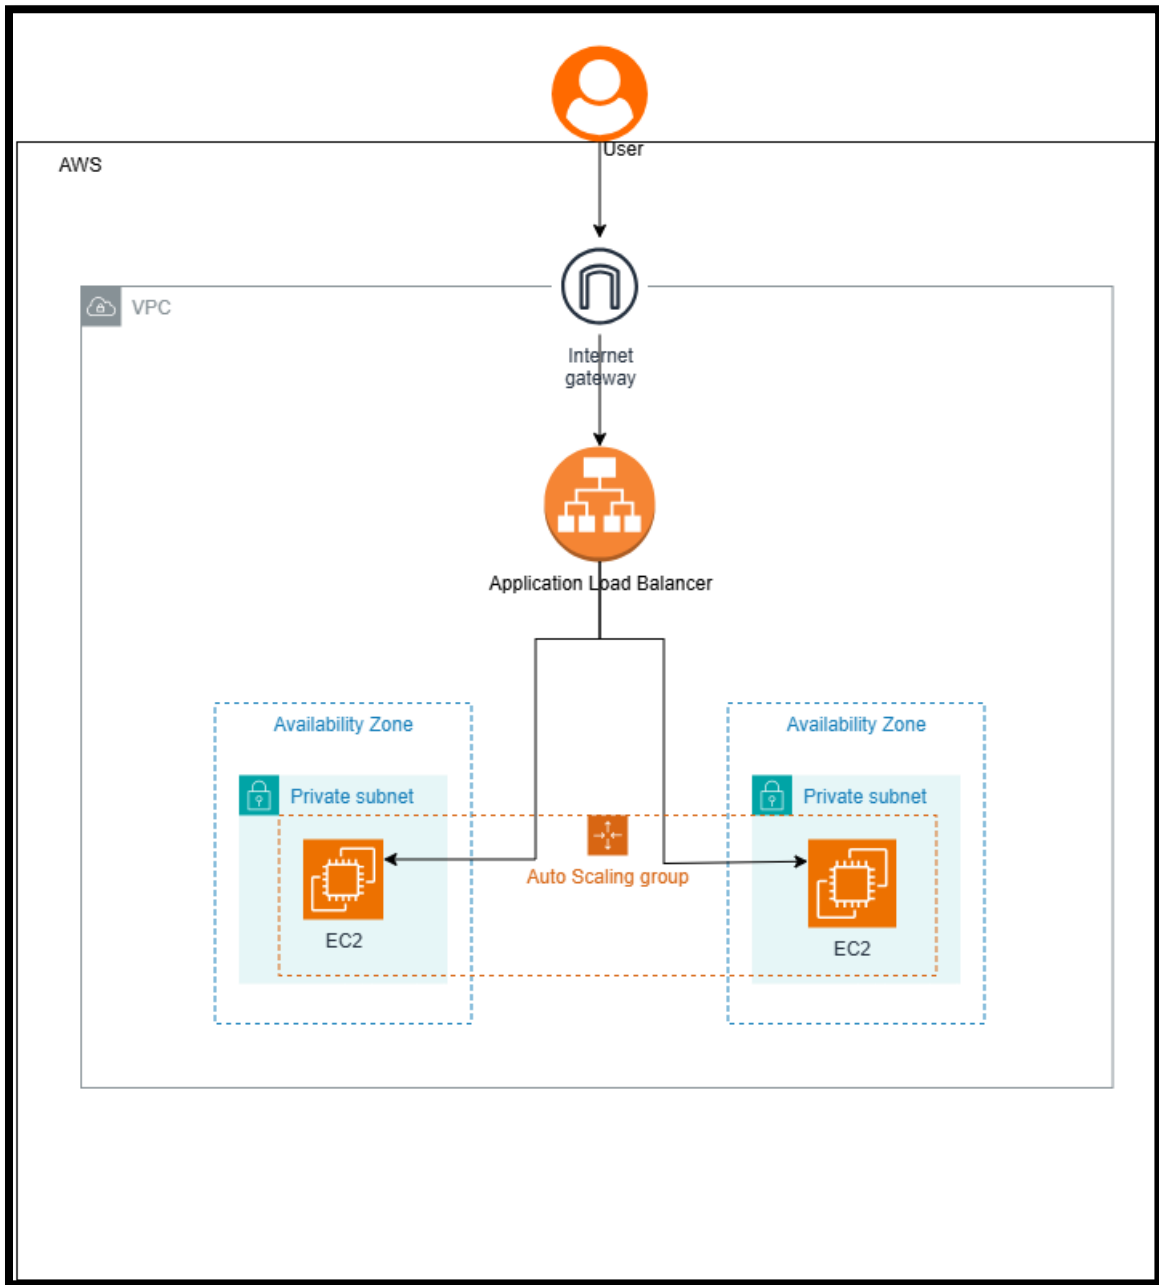 User
AWS
VPC
Internet
gateway
Application Load Balancer
Availability Zone
Availability Zone
Private subnet
Private subnet
Auto Scaling group
EC2
EC2